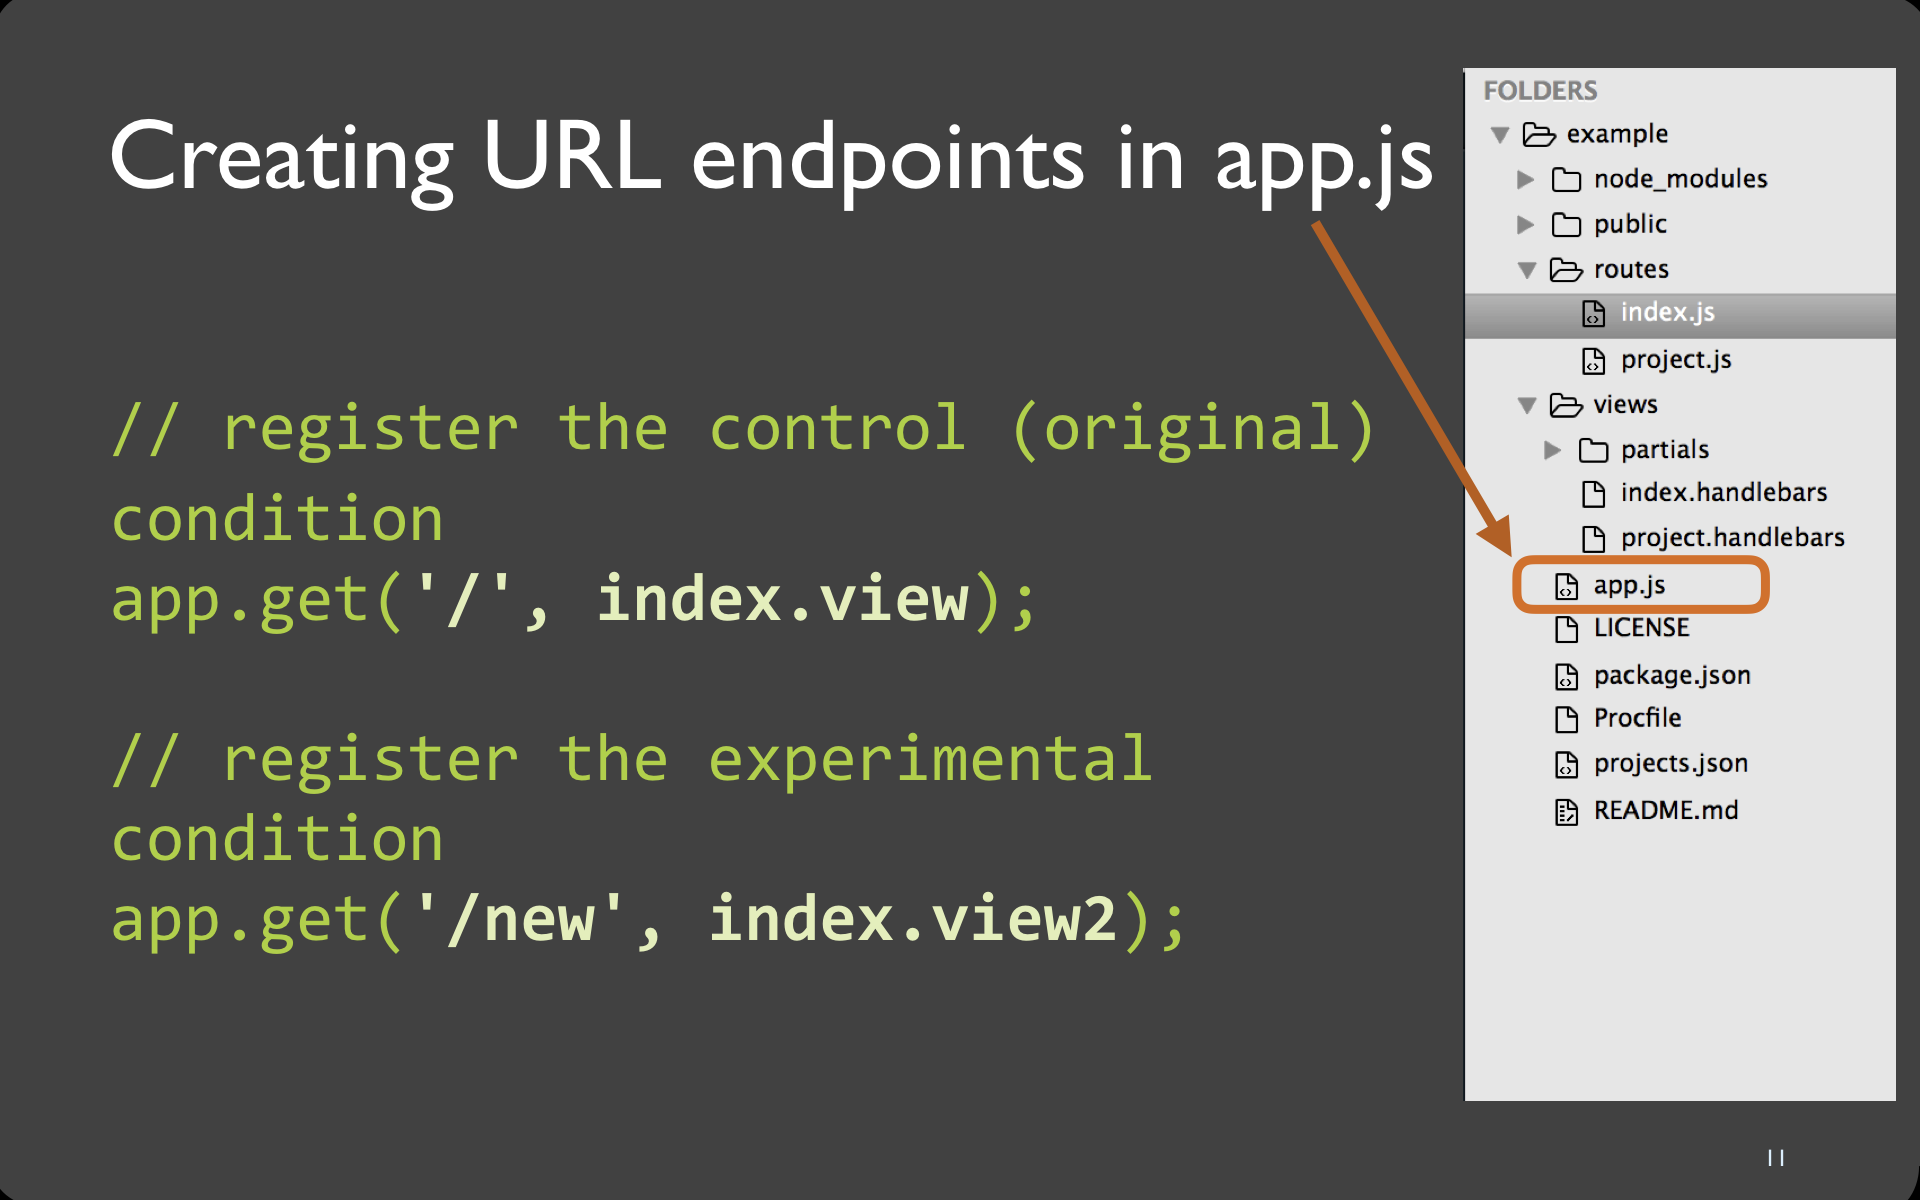 Creating URL endpoints in app.js
// register the control (original)
condition
app.get('/', index.view);
// register the experimental
condition
app.get('/new', index.view2);
FOLDERS
example
node_modules
public
routes
index.js
project.js
views
partials
index.handlebars
project.handlebars
app.js
LICENSE
package.json
Procfile
projects.json
README.md
11